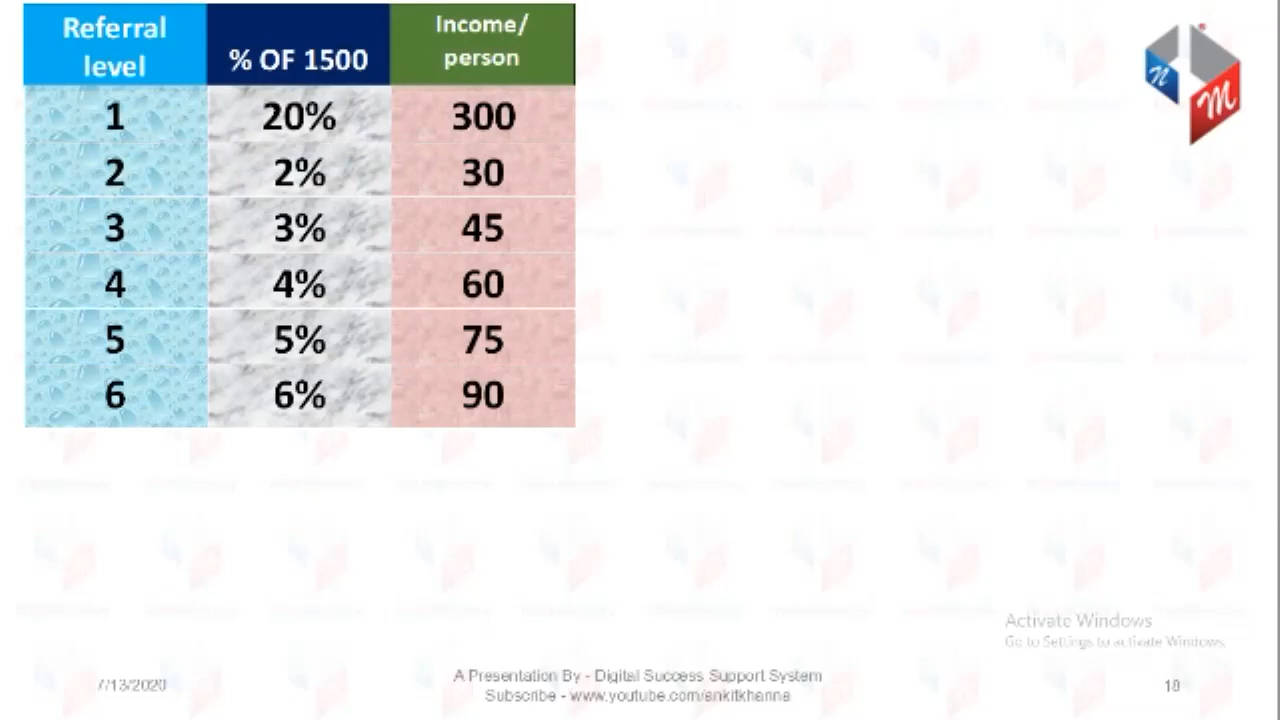 Referral
level
% OF 1500
Income/
person
1 20% 300
2 2% 30
3 3% 45
4 4% 60
5 5% 75
6 6% 90
n
m
Activate Windows
Go to Settings to activate Windows.
7/13/2020
A Presentation By - Digital Success Support System
Subscribe - www.youtube.com/ankitkhanna
18